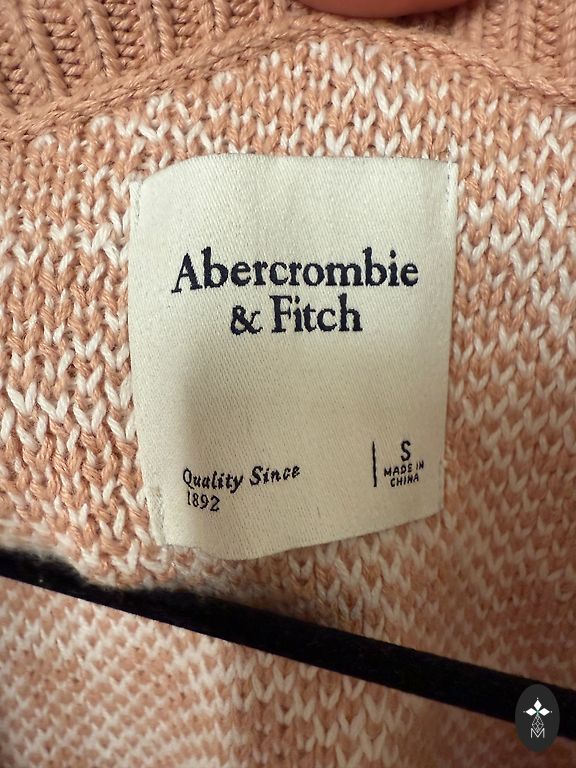 Abercrombie
& Fitch
Quality Since
1892
S
MADE IN
CHINA
M